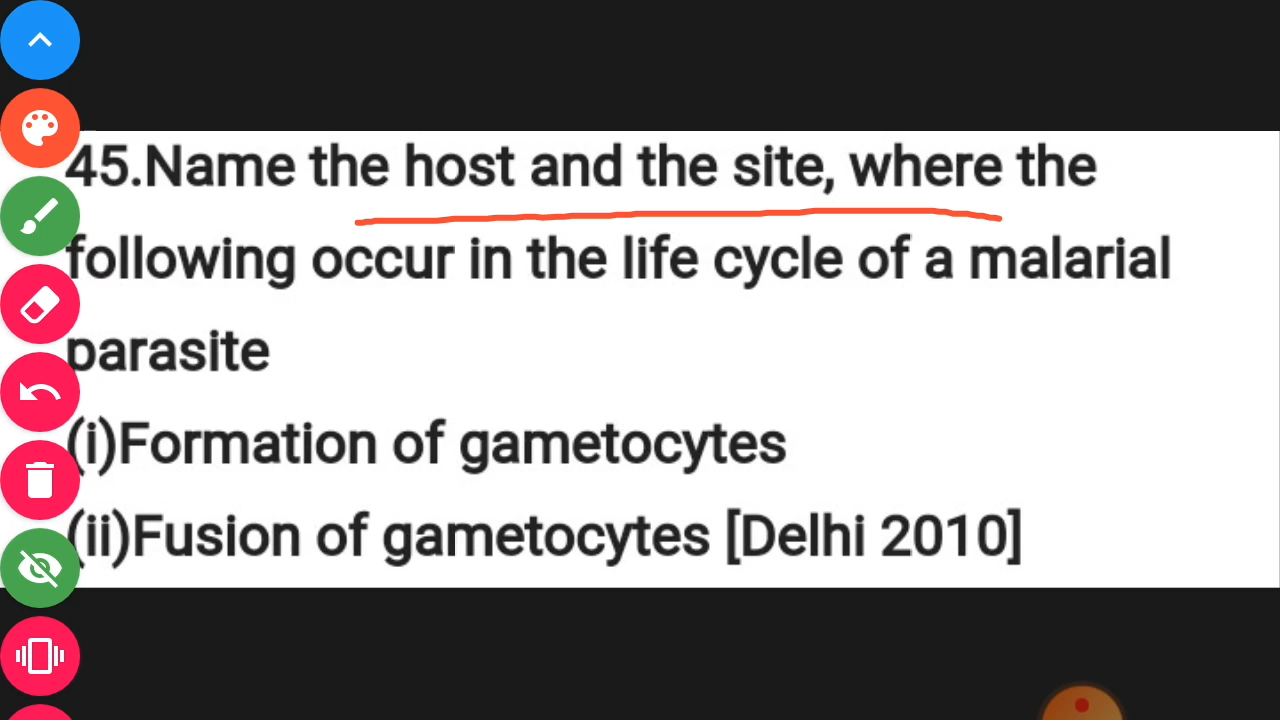 45.Name the host and the site, where the
following occur in the life cycle of a malarial
parasite
(i)Formation of gametocytes
(ii)Fusion of gametocytes [Delhi 2010]